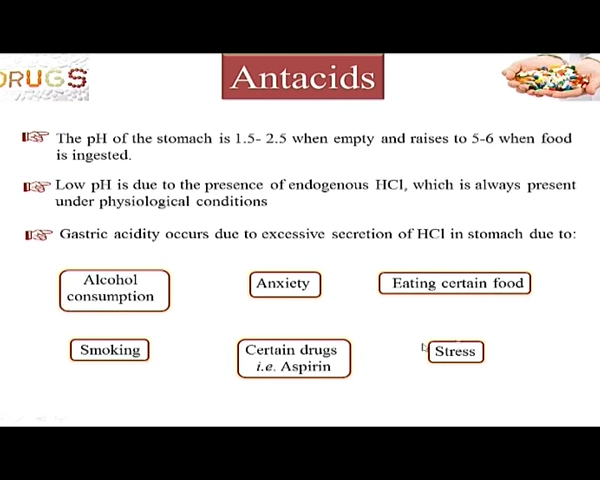 DRUGS
Antacids
The pH of the stomach is 1.5- 2.5 when empty and raises to 5-6 when food
is ingested.
Low pH is due to the presence of endogenous HCl, which is always present
under physiological conditions
Gastric acidity occurs due to excessive secretion of HCl in stomach due to:
Alcohol
consumption
Anxiety
Eating certain food
Smoking
Certain drugs
i.e. Aspirin
Stress